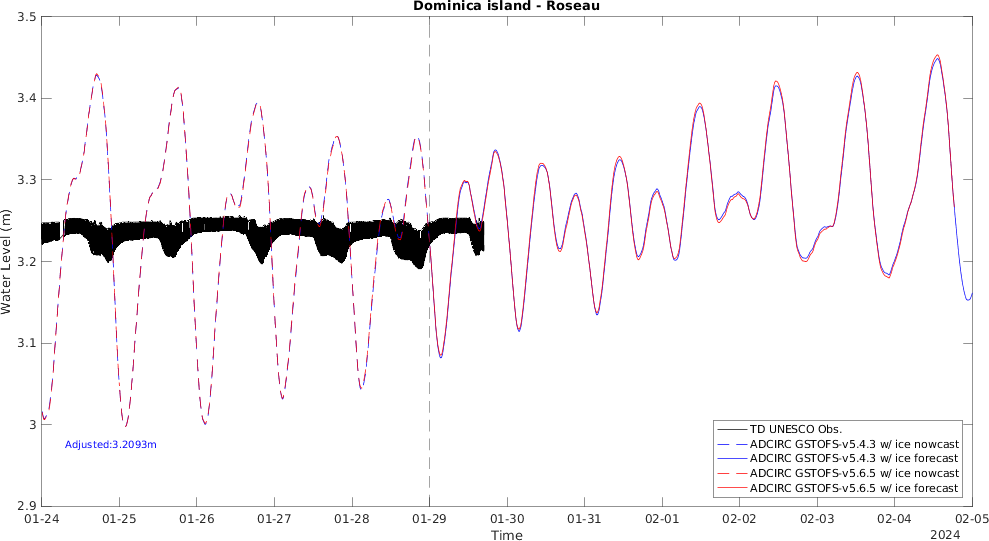 Dominica island - Roseau
3.5
3.4
3.3
3.2
3.1
3
2.9
Water Level (m)
Adjusted:3.2093m
TD UNESCO Obs.
ADCIRC GSTOFS-v5.4.3 w/ ice nowcast
ADCIRC GSTOFS-v5.4.3 w/ ice forecast
ADCIRC GSTOFS-v5.6.5 w/ ice nowcast
ADCIRC GSTOFS-v5.6.5 w/ ice forecast
01-24 01-25 01-26 01-27 01-28 01-29 01-30 01-31 02-01 02-02 02-03 02-04 02-05
Time 2024